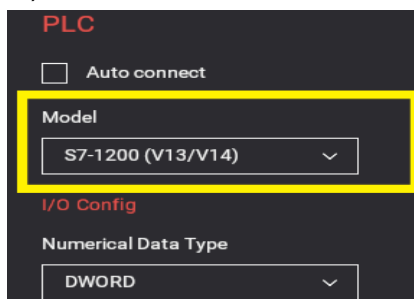 PLC
Auto connect
Model
S7-1200 (V13/V14)
I/O Config
Numerical Data Type
DWORD